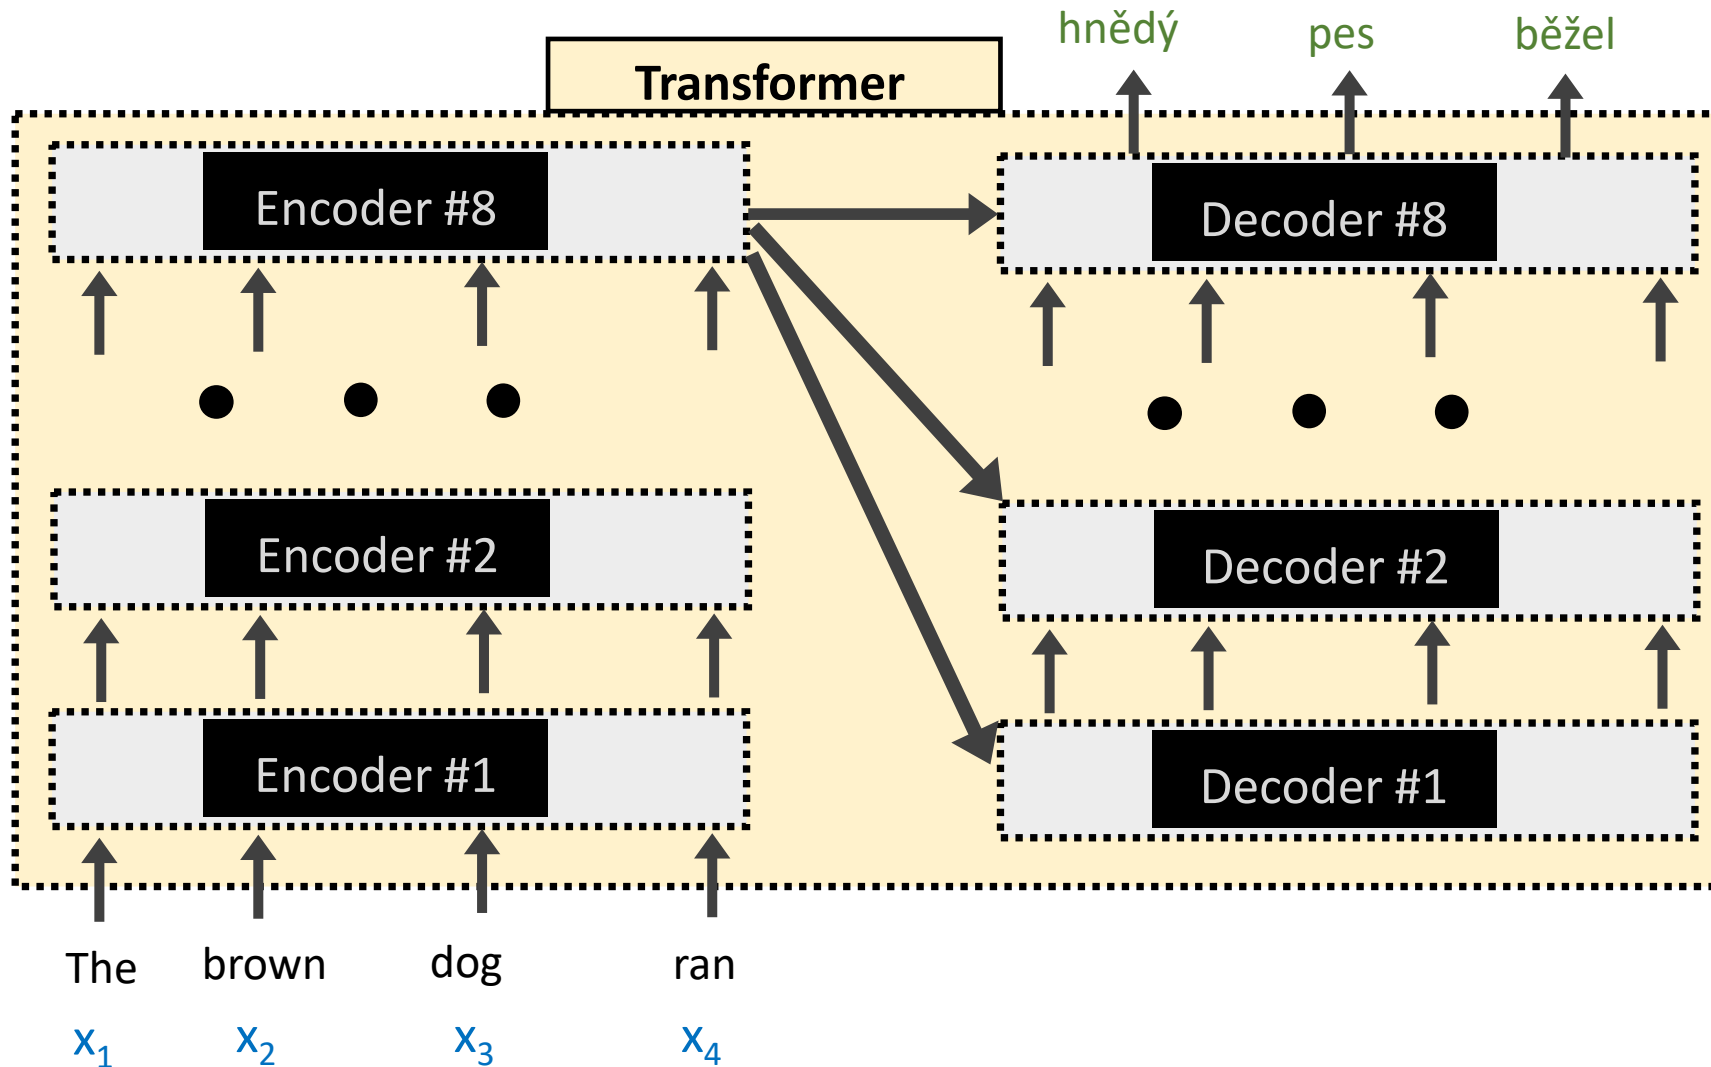 hnědý pes běžel
Transformer
Encoder #8
Decoder #8
Encoder #2
Decoder #2
Encoder #1
Decoder #1
The brown dog ran
x₁ x₂ x₃ x₄